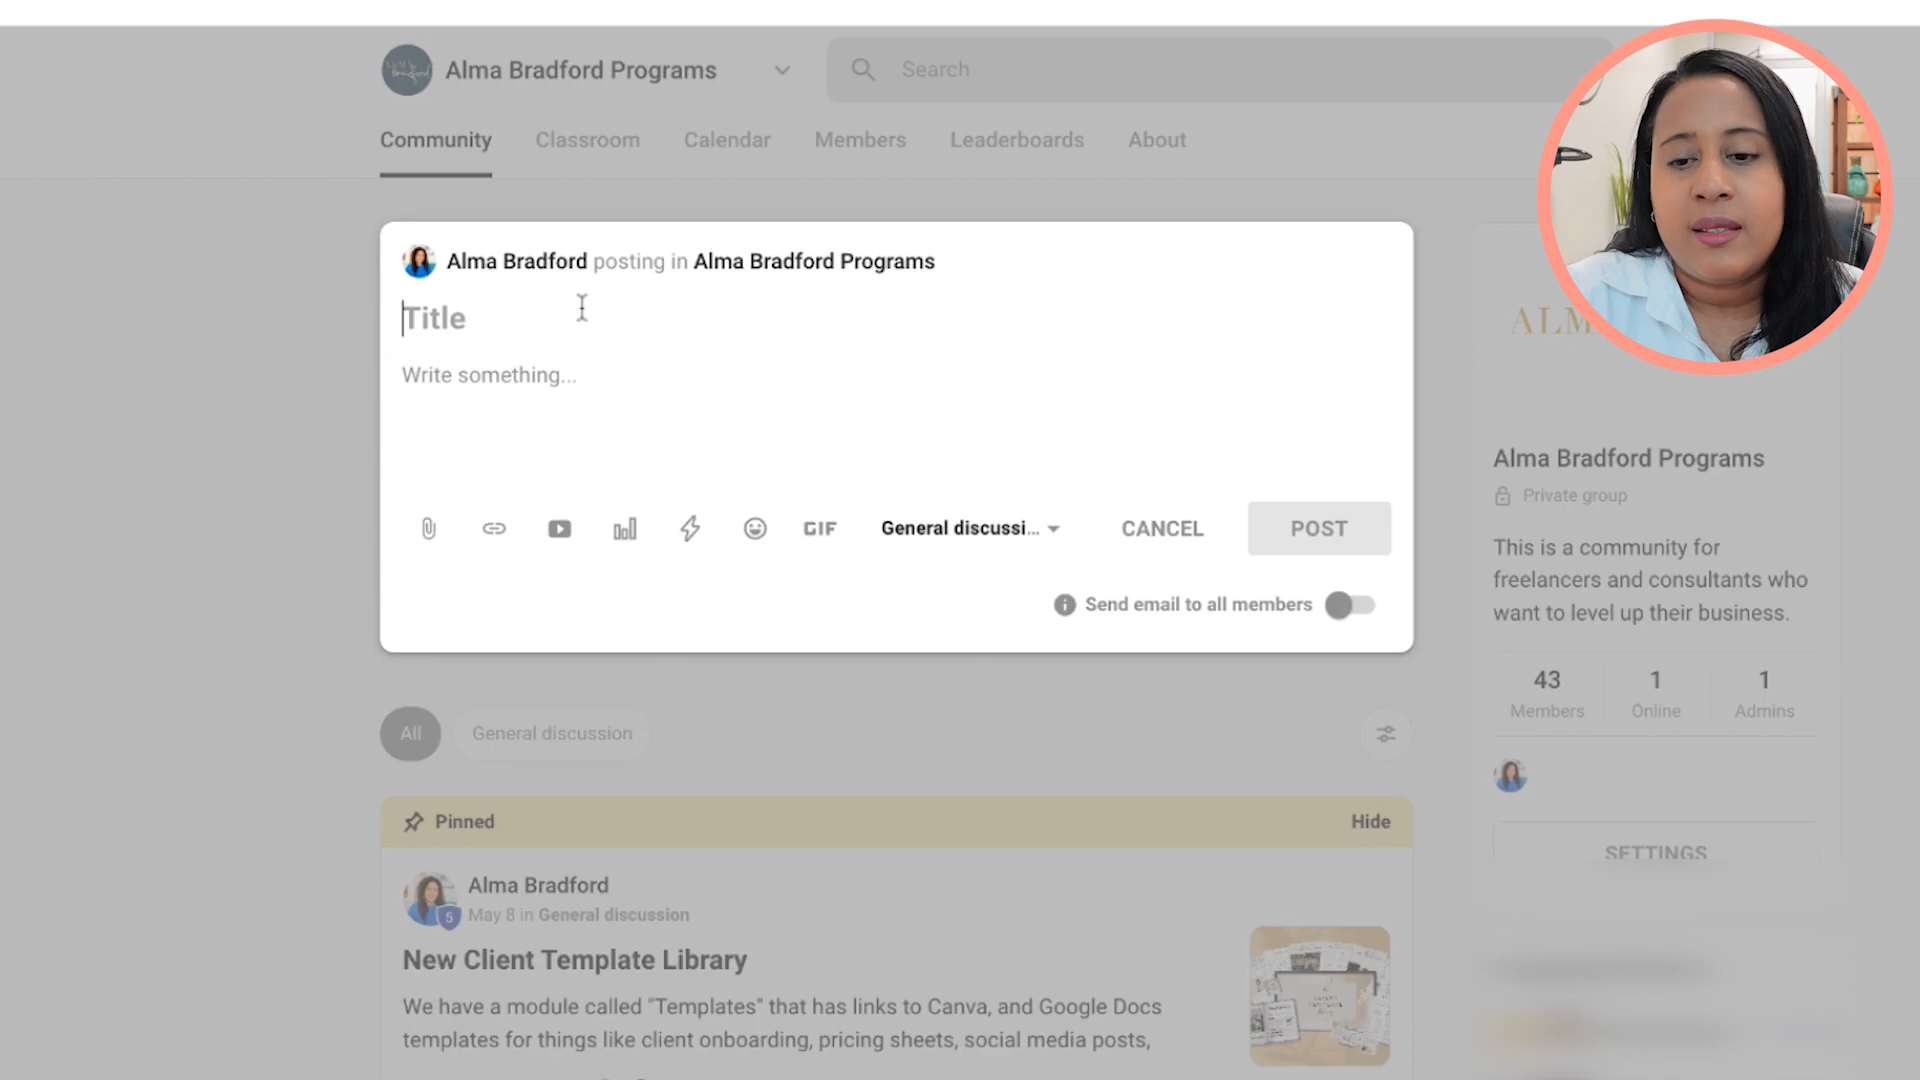 Alma Bradford Programs
Search
Community Classroom Calendar Members Leaderboards About
Alma Bradford posting in Alma Bradford Programs
Title
Write something...
GIF General discussi... CANCEL POST
Send email to all members
ALM
Alma Bradford Programs
Private group
This is a community for
freelancers and consultants who
want to level up their business.
43 1 1
Members Online Admins
SETTINGS
All General discussion
Pinned Hide
Alma Bradford
5
May 8 in General discussion
New Client Template Library
We have a module called "Templates" that has links to Canva, and Google Docs
templates for things like client onboarding, pricing sheets, social media posts,